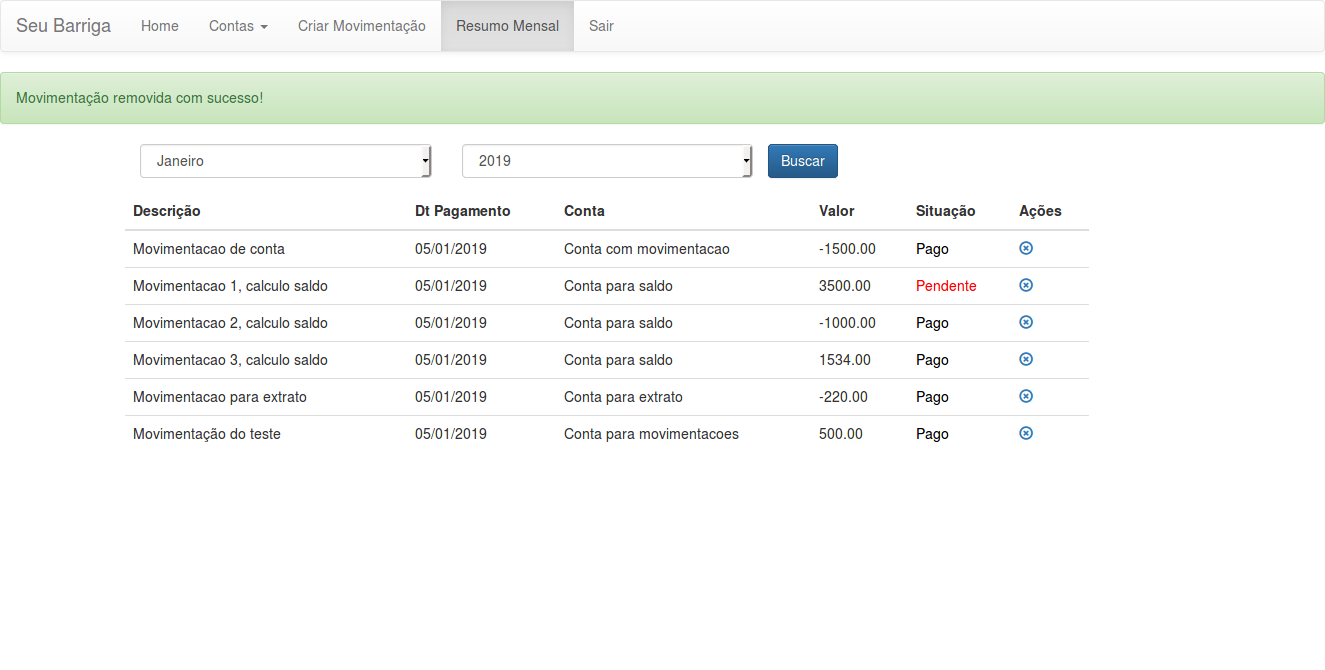 Seu Barriga Home Contas Criar Movimentação Resumo Mensal Sair
Movimentação removida com sucesso!
Janeiro 2019 Buscar
Descrição Dt Pagamento Conta Valor Situação Ações
Movimentacao de conta 05/01/2019 Conta com movimentacao -1500.00 Pago
Movimentacao 1, calculo saldo 05/01/2019 Conta para saldo 3500.00 Pendente
Movimentacao 2, calculo saldo 05/01/2019 Conta para saldo -1000.00 Pago
Movimentacao 3, calculo saldo 05/01/2019 Conta para saldo 1534.00 Pago
Movimentacao para extrato 05/01/2019 Conta para extrato -220.00 Pago
Movimentação do teste 05/01/2019 Conta para movimentacoes 500.00 Pago